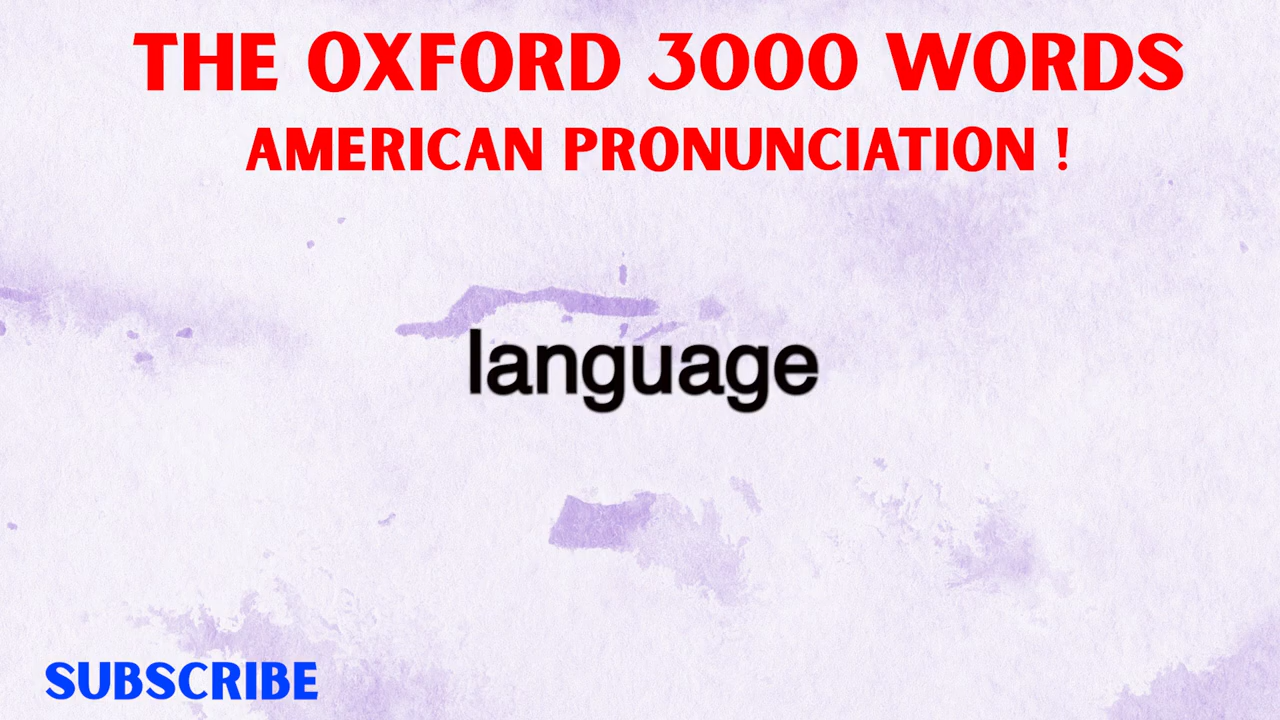 THE OXFORD 3000 WORDS
AMERICAN PRONUNCIATION !
language
SUBSCRIBE